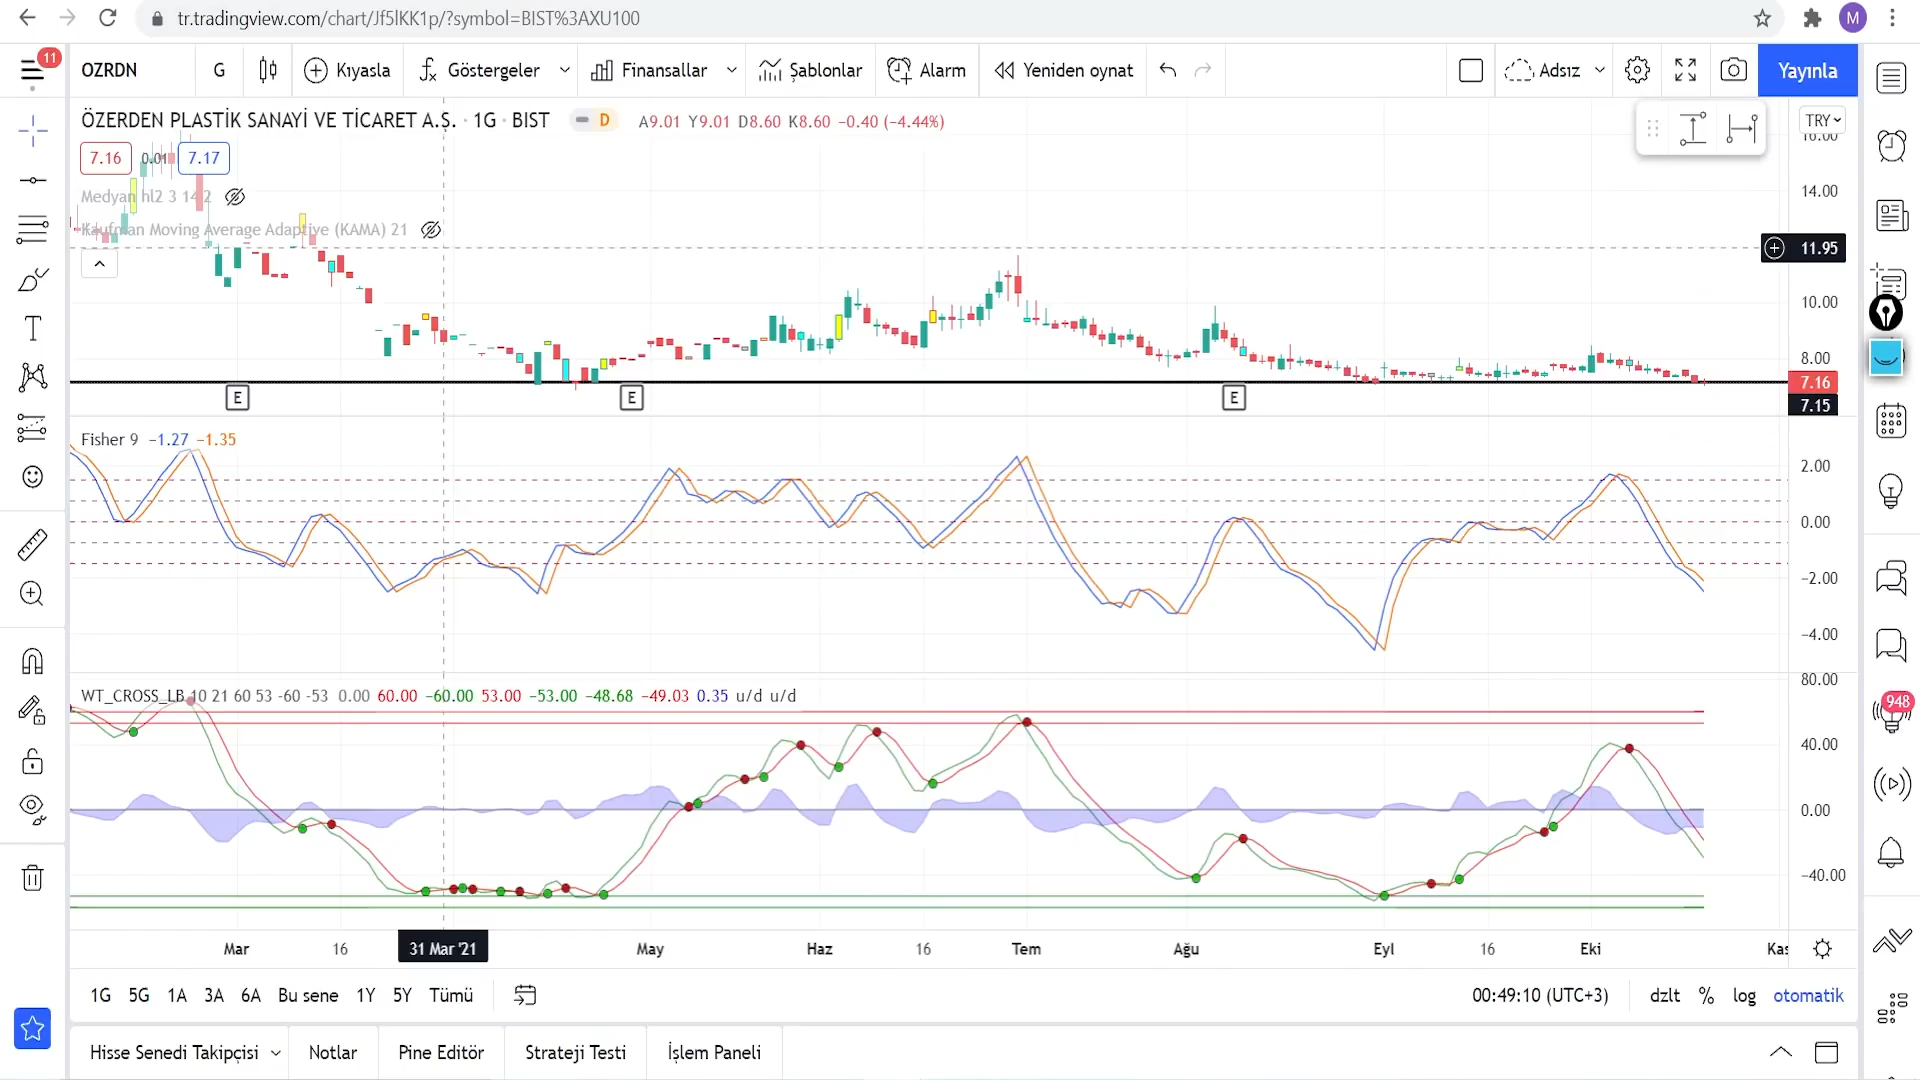 tr.tradingview.com/chart/Jf5lKK1p/?symbol=BIST%3AXU100
M
11
OZRDN
G
Kıyasla
Göstergeler
Finansallar
Şablonlar
Alarm
Yeniden oynat
Adsız
Yayınla
ÖZERDEN PLASTİK SANAYİ VE TİCARET A.S. · 1G · BIST
D
A9.01 Y9.01 D8.60 K8.60 −0.40 (−4.44%)
TRY
16.00
7.16
0.01
7.17
Medyan hl2 3 14 2
14.00
Kaufman Moving Average Adaptive (KAMA) 21
11.95
10.00
8.00
7.16
7.15
E
E
E
Fisher 9 −1.27 −1.35
2.00
0.00
−2.00
−4.00
WT_CROSS_LB 10 21 60 53 -60 -53 0.00 60.00 −60.00 53.00 −53.00 −48.68 −49.03 0.35 u/d u/d
80.00
948
40.00
0.00
−40.00
Mar
16
31 Mar '21
May
Haz
16
Tem
Ağu
Eyl
16
Eki
Kas
1G 5G 1A 3A 6A Bu sene 1Y 5Y Tümü
00:49:10 (UTC+3)
dzlt % log otomatik
Hisse Senedi Takipçisi
Notlar
Pine Editör
Strateji Testi
İşlem Paneli